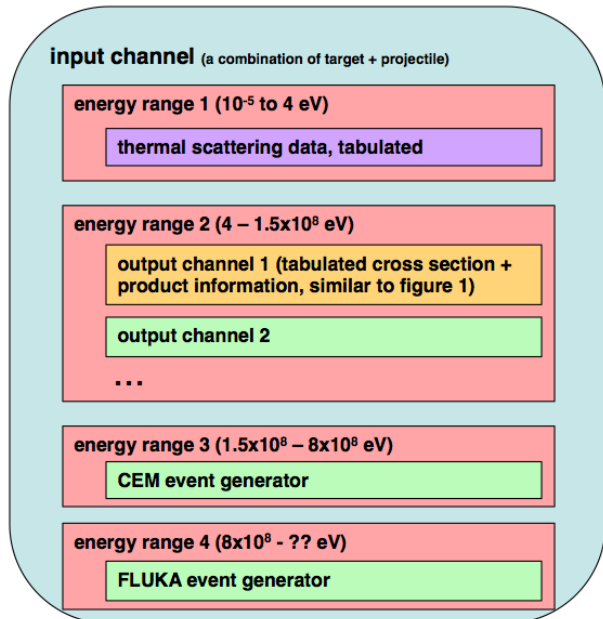 input channel (a combination of target + projectile)
energy range 1 (10⁻⁵ to 4 eV)
thermal scattering data, tabulated
energy range 2 (4 – 1.5x10⁸ eV)
output channel 1 (tabulated cross section +
product information, similar to figure 1)
output channel 2
...
energy range 3 (1.5x10⁸ – 8x10⁸ eV)
CEM event generator
energy range 4 (8x10⁸ - ?? eV)
FLUKA event generator